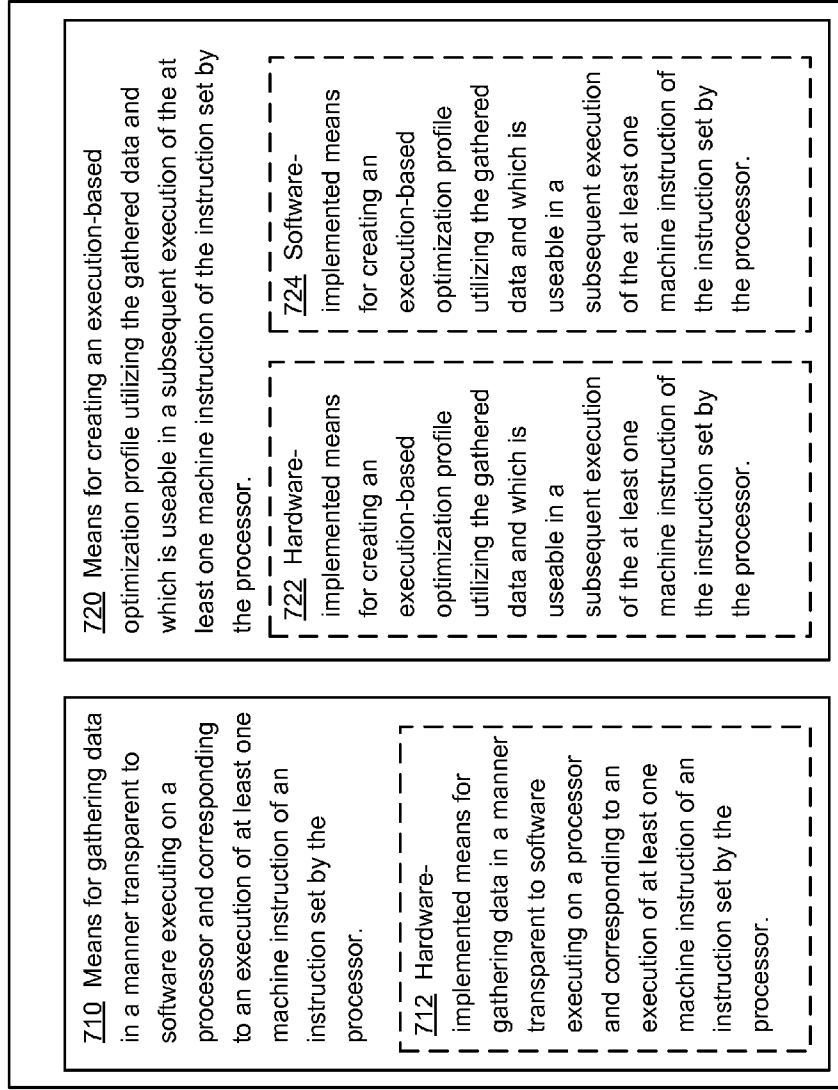 710 Means for gathering data
in a manner transparent to
software executing on a
processor and corresponding
to an execution of at least one
machine instruction of an
instruction set by the
processor.
712 Hardware-
implemented means for
gathering data in a manner
transparent to software
executing on a processor
and corresponding to an
execution of at least one
machine instruction of an
instruction set by the
processor.
720 Means for creating an execution-based
optimization profile utilizing the gathered data and
which is useable in a subsequent execution of the at
least one machine instruction of the instruction set by
the processor.
722 Hardware-
implemented means
for creating an
execution-based
optimization profile
utilizing the gathered
data and which is
useable in a
subsequent execution
of the at least one
machine instruction of
the instruction set by
the processor.
724 Software-
implemented means
for creating an
execution-based
optimization profile
utilizing the gathered
data and which is
useable in a
subsequent execution
of the at least one
machine instruction of
the instruction set by
the processor.